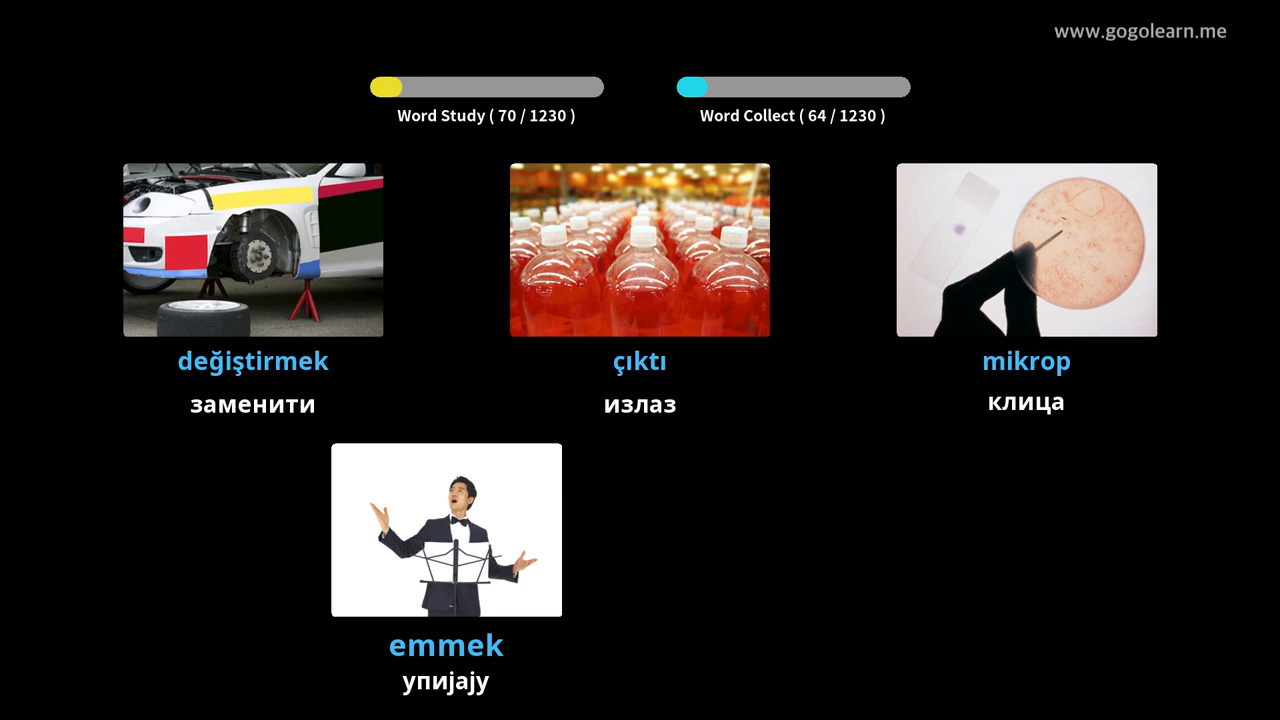 www.gogolearn.me
Word Study ( 70 / 1230 )
Word Collect ( 64 / 1230 )
değiştirmek
çıktı
mikrop
заменити
излаз
клица
emmek
упијају